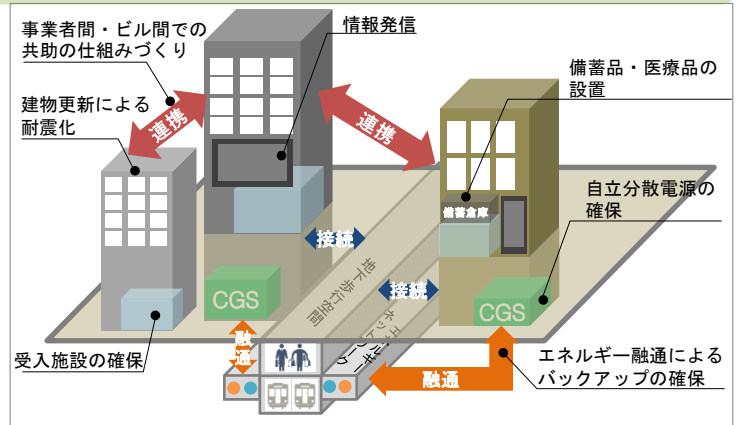 事業者間・ビル間での
共助の仕組みづくり
情報発信
備蓄品・医療品の
設置
建物更新による
耐震化
連携
連携
自立分散電源の
確保
備蓄倉庫
接続
地下歩行空間
接続
CGS
CGS
エネルギー
ネットワーク
受入施設の確保
融通
融通
エネルギー融通による
バックアップの確保